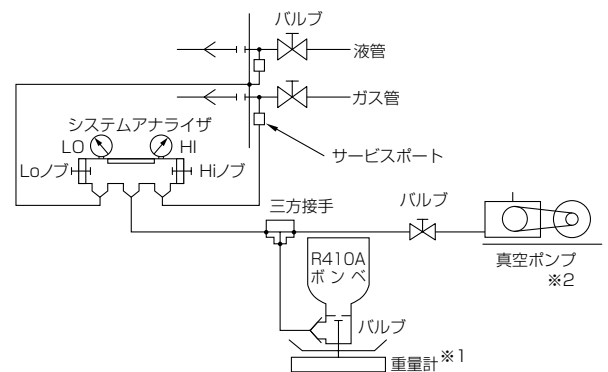 バルブ
液管
ガス管
システムアナライザ
LO
HI
Loノブ
Hiノブ
サービスポート
三方接手
バルブ
R410A
ボンベ
真空ポンプ
※2
バルブ
重量計※1